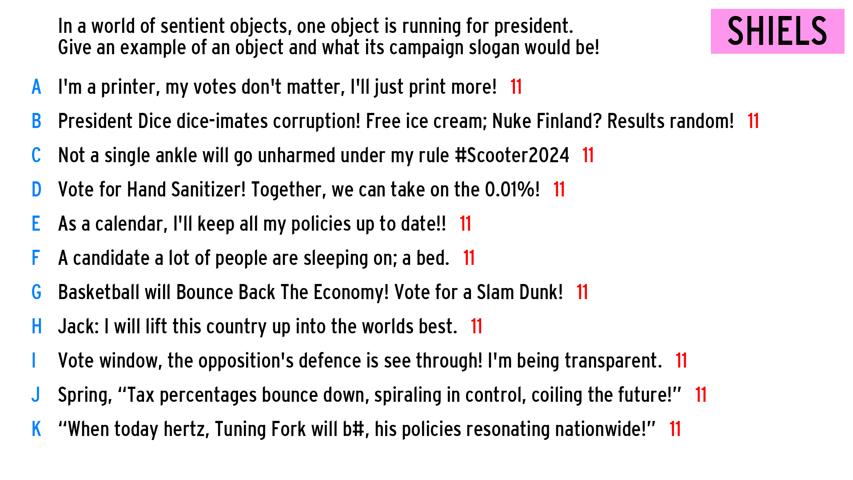 In a world of sentient objects, one object is running for president.
Give an example of an object and what its campaign slogan would be!
SHIELS
A I'm a printer, my votes don't matter, I'll just print more! 11
B President Dice dice-imates corruption! Free ice cream; Nuke Finland? Results random! 11
C Not a single ankle will go unharmed under my rule #Scooter2024 11
D Vote for Hand Sanitizer! Together, we can take on the 0.01%! 11
E As a calendar, I'll keep all my policies up to date!! 11
F A candidate a lot of people are sleeping on; a bed. 11
G Basketball will Bounce Back The Economy! Vote for a Slam Dunk! 11
H Jack: I will lift this country up into the worlds best. 11
I Vote window, the opposition's defence is see through! I'm being transparent. 11
J Spring, “Tax percentages bounce down, spiraling in control, coiling the future!” 11
K “When today hertz, Tuning Fork will b#, his policies resonating nationwide!” 11